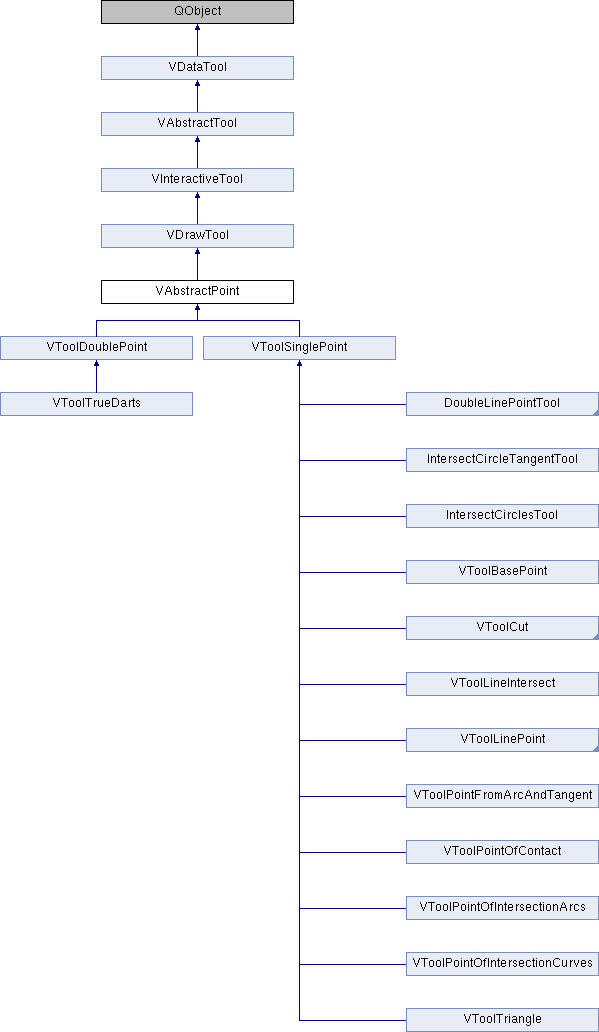 QObject
VDataTool
VAbstractTool
VInteractiveTool
VDrawTool
VAbstractPoint
VToolDoublePoint
VToolSinglePoint
VToolTrueDarts
DoubleLinePointTool
IntersectCircleTangentTool
IntersectCirclesTool
VToolBasePoint
VToolCut
VToolLineIntersect
VToolLinePoint
VToolPointFromArcAndTangent
VToolPointOfContact
VToolPointOfIntersectionArcs
VToolPointOfIntersectionCurves
VToolTriangle